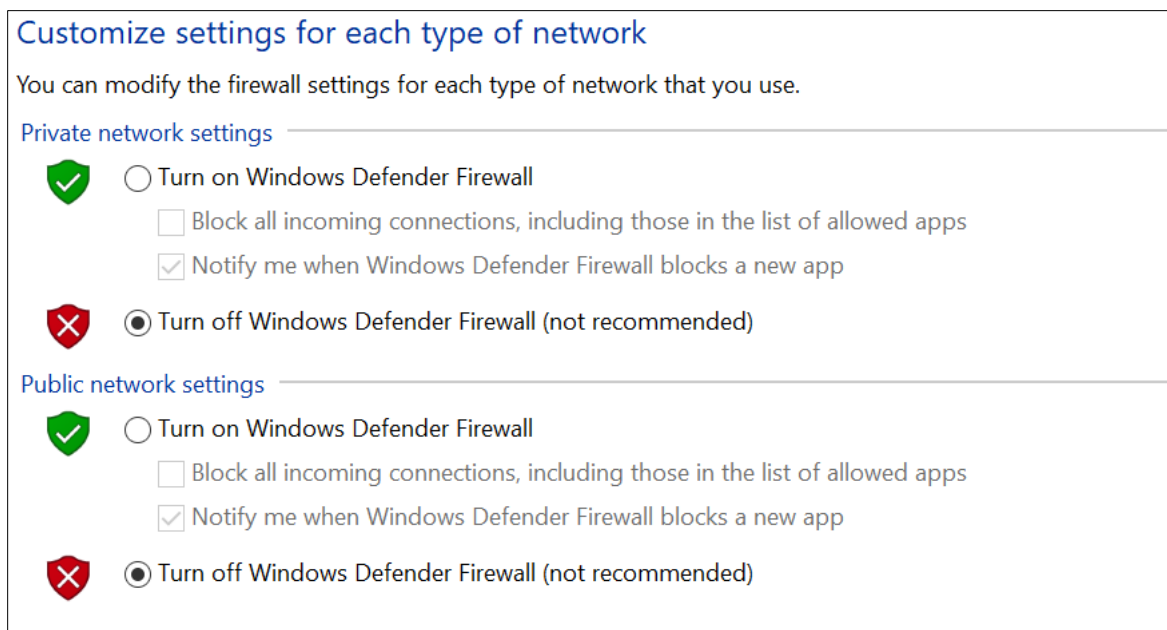 Customize settings for each type of network
You can modify the firewall settings for each type of network that you use.
Private network settings
Turn on Windows Defender Firewall
Block all incoming connections, including those in the list of allowed apps
Notify me when Windows Defender Firewall blocks a new app
Turn off Windows Defender Firewall (not recommended)
Public network settings
Turn on Windows Defender Firewall
Block all incoming connections, including those in the list of allowed apps
Notify me when Windows Defender Firewall blocks a new app
Turn off Windows Defender Firewall (not recommended)